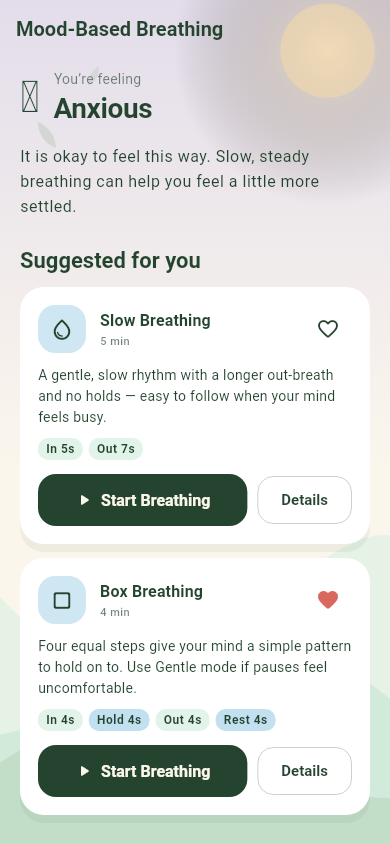 Mood-Based Breathing
You're feeling
Anxious
It is okay to feel this way. Slow, steady
breathing can help you feel a little more
settled.
Suggested for you
Slow Breathing
5 min
A gentle, slow rhythm with a longer out-breath
and no holds — easy to follow when your mind
feels busy.
In 5s Out 7s
Start Breathing Details
Box Breathing
4 min
Four equal steps give your mind a simple pattern
to hold on to. Use Gentle mode if pauses feel
uncomfortable.
In 4s Hold 4s Out 4s Rest 4s
Start Breathing Details